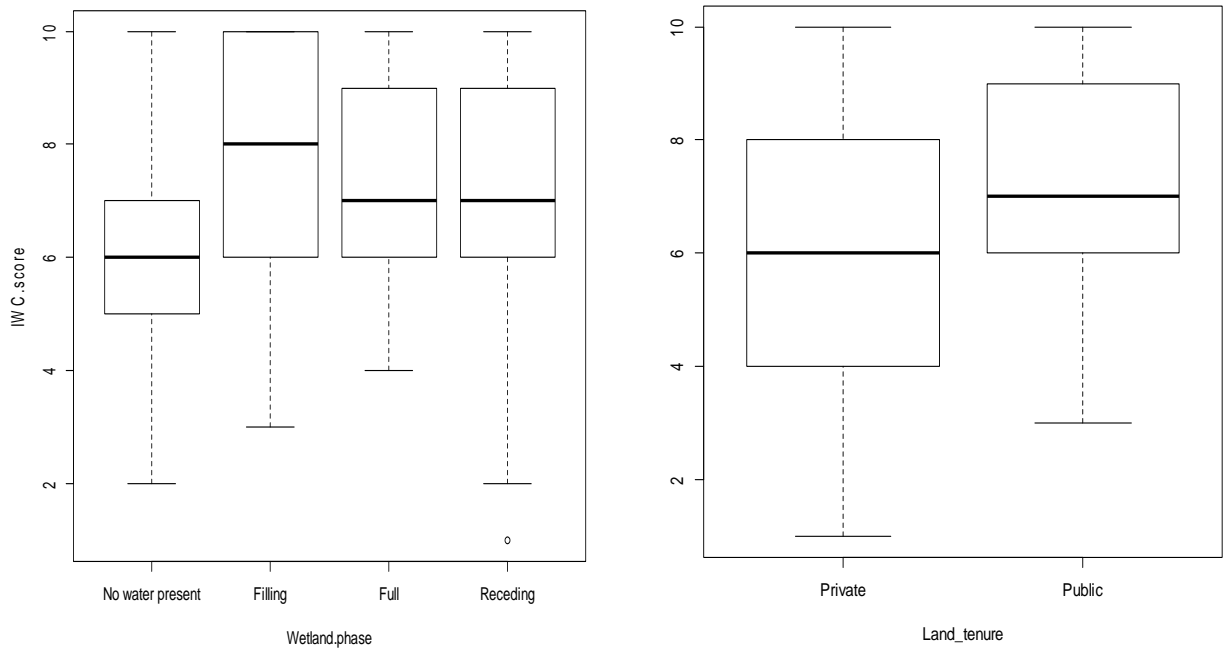 IWC.score
10
8
6
4
2
No water present Filling Full Receding
Wetland.phase
10
8
6
4
2
Private Public
Land_tenure